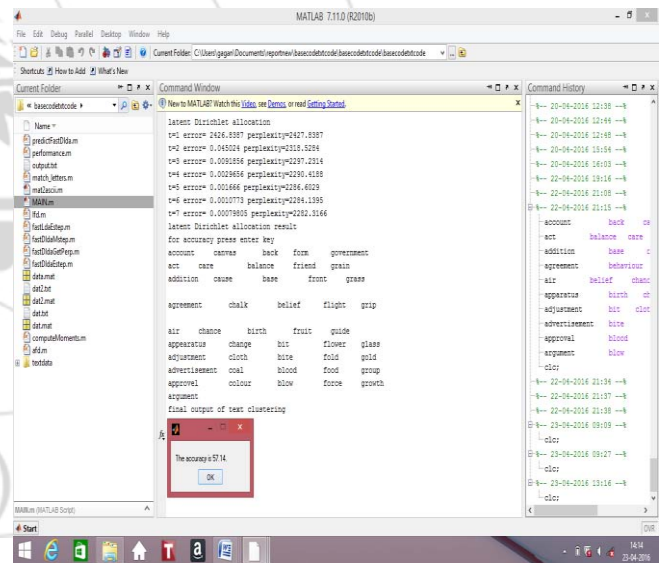 MATLAB 7.11.0 (R2010b)
File Edit Debug Parallel Desktop Window Help
Current Folder: C:\Users\gagan\Documents\reportnew\basecodetxtcode\basecodetxtcode\basecodetxtcode
Shortcuts How to Add What's New
Current Folder
« basecodetxtcode
Name
predictFastDlda.m
performance.m
output.txt
match_letters.m
mat2ascii.m
MAIN.m
lfd.m
fastLdaEstep.m
fastDldaMstep.m
fastDldaGetPerp.m
fastDldaEstep.m
data.mat
dat2.txt
dat2.mat
dat.txt
dat.mat
computeMoments.m
afd.m
textdata
MAIN.m (MATLAB Script)
Command Window
New to MATLAB? Watch this Video, see Demos, or read Getting Started.
latent Dirichlet allocation
t=1 error= 2426.8387 perplexity=2427.8387
t=2 error= 0.045024 perplexity=2318.5284
t=3 error= 0.0091856 perplexity=2297.2314
t=4 error= 0.0029656 perplexity=2290.4188
t=5 error= 0.001666 perplexity=2286.6029
t=6 error= 0.0010773 perplexity=2284.1395
t=7 error= 0.00079805 perplexity=2282.3166
latent Dirichlet allocation result
for accuracy press enter key
account canvas back form government
act care balance friend grain
addition cause base front grass
agreement chalk belief flight grip
air chance birth fruit guide
appearatus change bit flower glass
adjustment cloth bite fold gold
advertisement coal blood food group
approvel colour blow force growth
argument
final output of text clustering
The accuracy is 57.14.
OK
Command History
%-- 20-04-2016 12:38 --%
%-- 20-04-2016 12:44 --%
%-- 20-04-2016 12:48 --%
%-- 20-04-2016 15:54 --%
%-- 20-04-2016 16:03 --%
%-- 22-04-2016 19:16 --%
%-- 22-04-2016 21:08 --%
%-- 22-04-2016 21:15 --%
account back ca
act balance care
addition base c
agreement behaviour
air belief chanc
apparatus birth ch
adjustment bit clot
advertisement bite
approval blood
argument blow
clc;
%-- 22-04-2016 21:34 --%
%-- 22-04-2016 21:37 --%
%-- 22-04-2016 21:38 --%
%-- 23-04-2016 09:09 --%
clc;
%-- 23-04-2016 09:27 --%
clc;
%-- 23-04-2016 13:16 --%
clc;
Start
OVR
14:14
23-04-2016